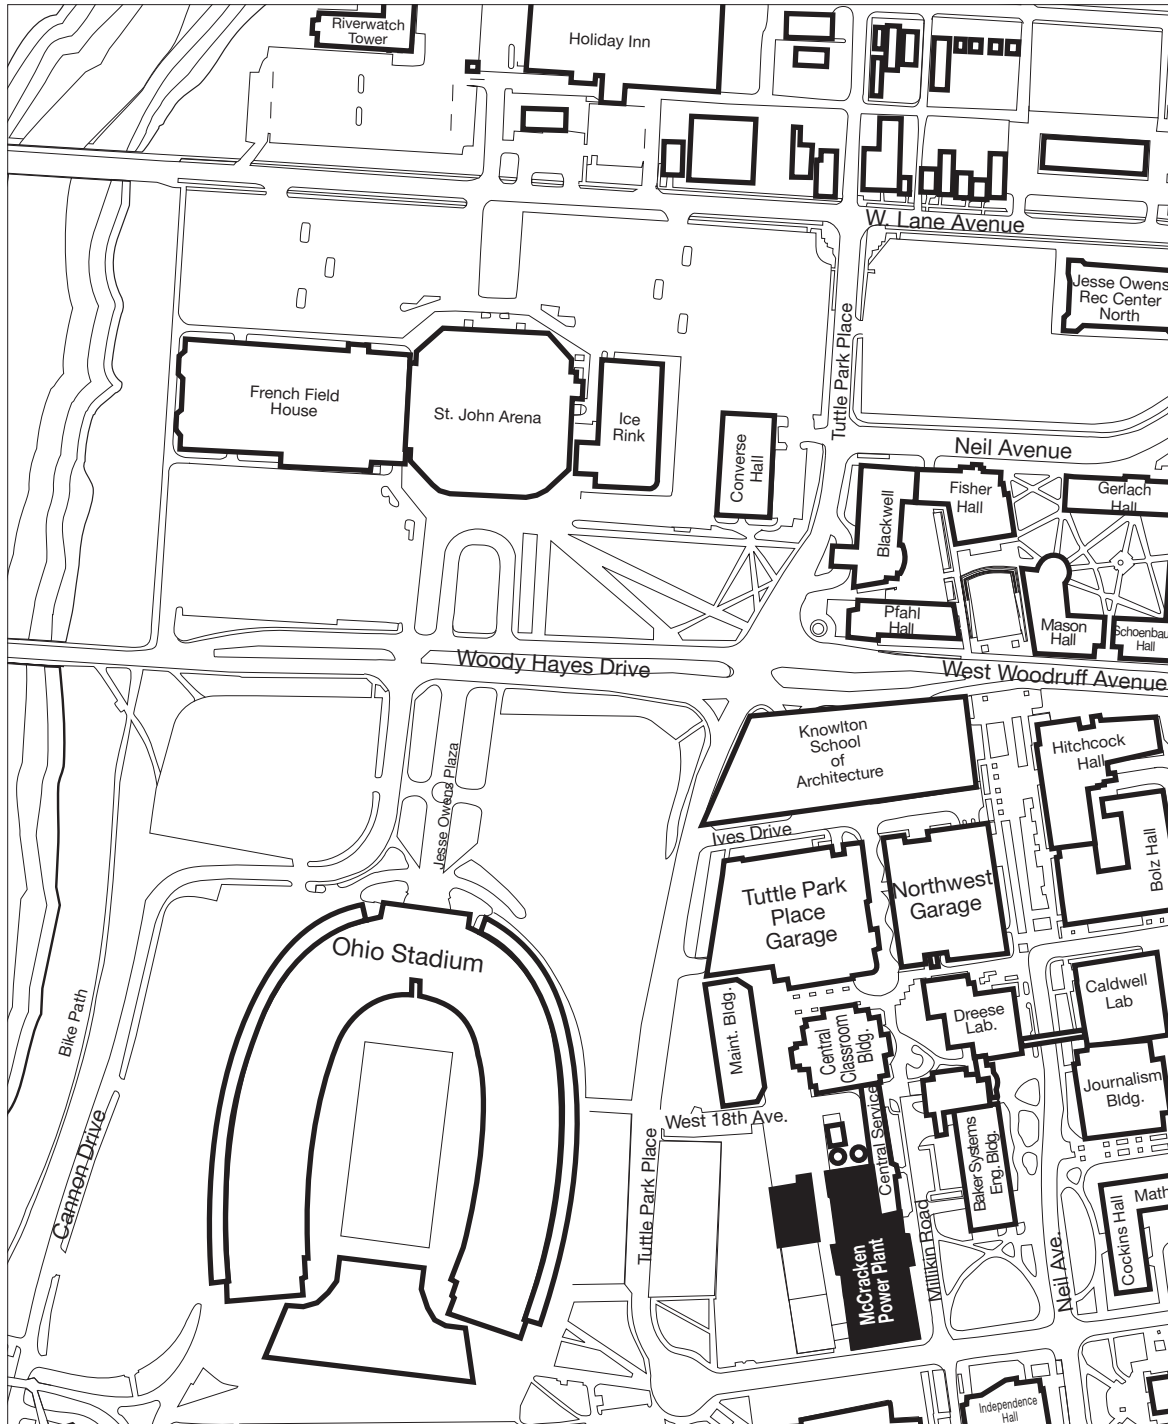 Riverwatch
Tower
Holiday Inn
W. Lane Avenue
Jesse Owens
Rec Center
North
Tuttle Park Place
French Field
House
St. John Arena
Ice
Rink
Converse
Hall
Neil Avenue
Blackwell
Fisher
Hall
Gerlach
Hall
Pfahl
Hall
Mason
Hall
Schoenbau
Hall
Woody Hayes Drive
West Woodruff Avenue
Knowlton
School
of
Architecture
Hitchcock
Hall
Jesse Owens Plaza
Ives Drive
Bolz Hall
Tuttle Park
Place
Garage
Northwest
Garage
Ohio Stadium
Bike Path
Maint. Bldg.
Central
Classroom
Bldg.
Dreese
Lab.
Caldwell
Lab
Journalism
Bldg.
West 18th Ave.
Central Service
Baker Systems
Eng. Bldg.
Cannon Drive
Tuttle Park Place
McCracken
Power Plant
Millikin Road
Neil Ave.
Cockins Hall
Math
Independence
Hall